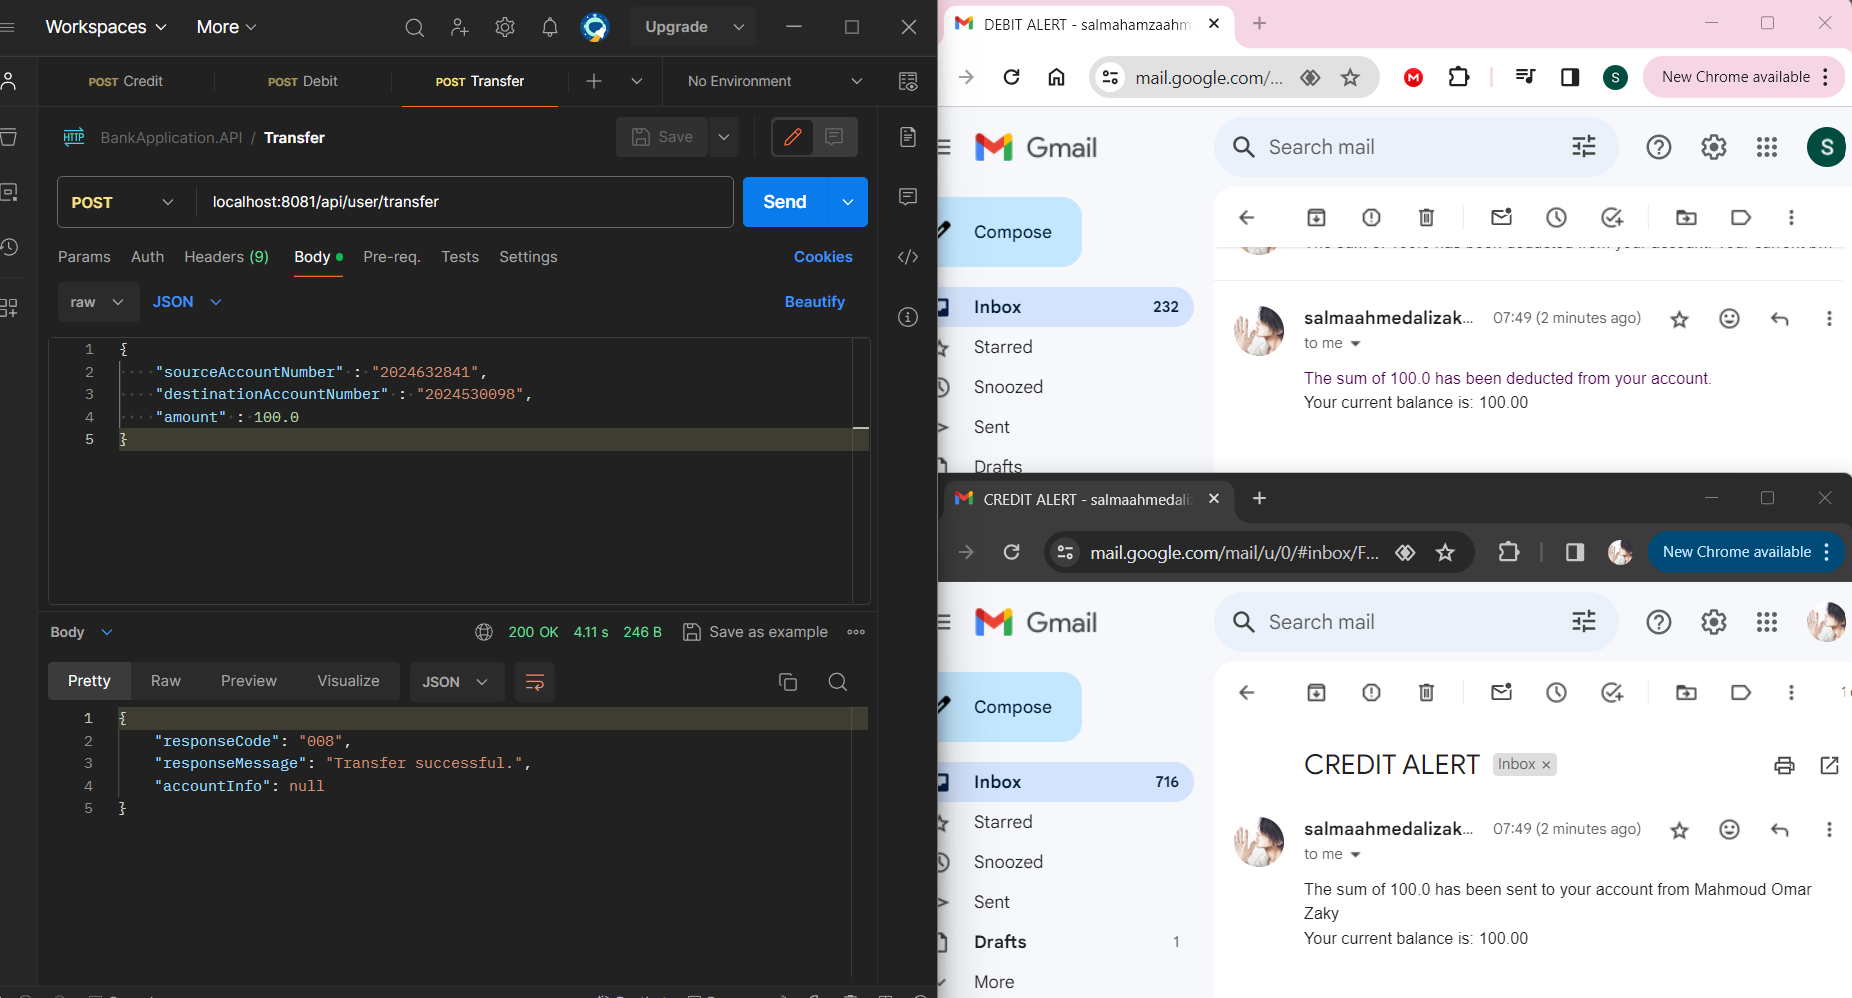 Workspaces More Upgrade
POST Credit POST Debit POST Transfer No Environment
HTTP BankApplication.API / Transfer Save
POST localhost:8081/api/user/transfer Send
Params Auth Headers (9) Body Pre-req. Tests Settings Cookies
raw JSON Beautify
1 {
2 "sourceAccountNumber" : "2024632841",
3 "destinationAccountNumber" : "2024530098",
4 "amount" : 100.0
5 }
Body 200 OK 4.11 s 246 B Save as example
Pretty Raw Preview Visualize JSON
1 {
2 "responseCode": "008",
3 "responseMessage": "Transfer successful.",
4 "accountInfo": null
5 }
DEBIT ALERT - salmahamzaahm
mail.google.com/... M S New Chrome available
Gmail Search mail S
Compose
Inbox 232
Starred
Snoozed
Sent
Drafts
salmaahmedalizak... 07:49 (2 minutes ago)
to me
The sum of 100.0 has been deducted from your account.
Your current balance is: 100.00
CREDIT ALERT - salmaahmedali
mail.google.com/mail/u/0/#inbox/F... New Chrome available
Gmail Search mail
Compose
Inbox 716
Starred
Snoozed
Sent
Drafts 1
More
CREDIT ALERT Inbox ×
salmaahmedalizak... 07:49 (2 minutes ago)
to me
The sum of 100.0 has been sent to your account from Mahmoud Omar
Zaky
Your current balance is: 100.00